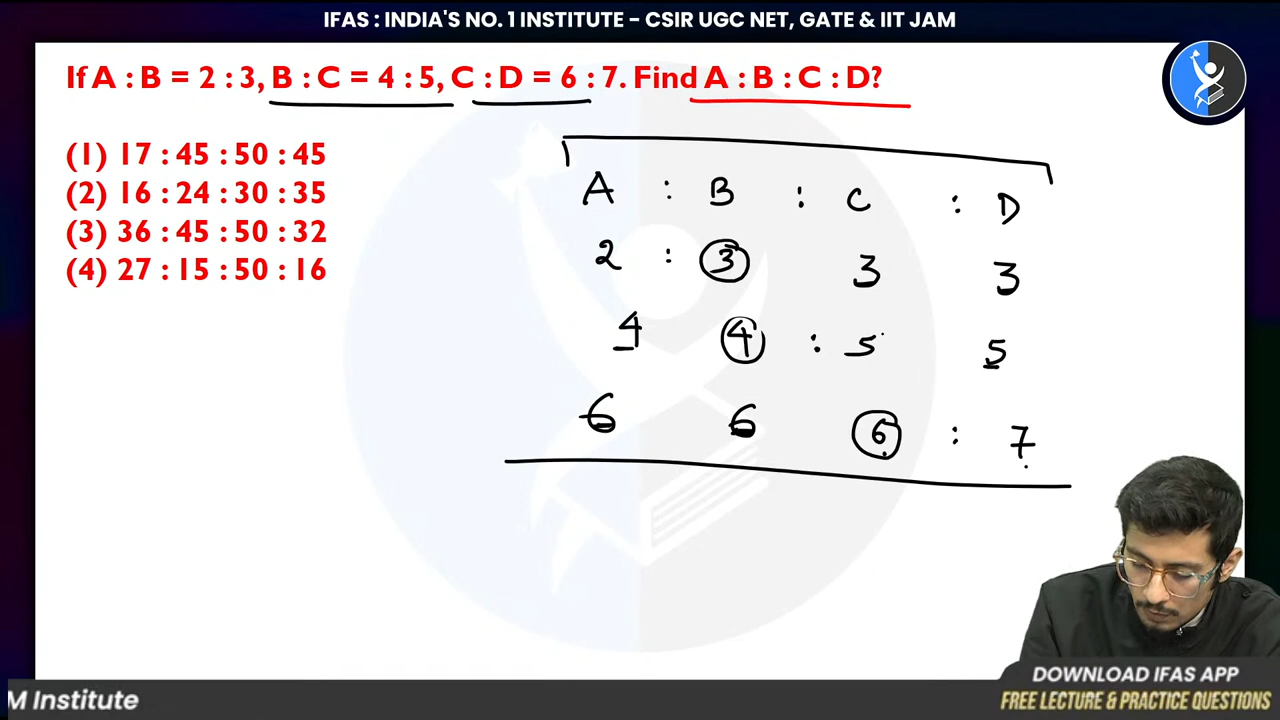 IFAS : INDIA'S NO. 1 INSTITUTE - CSIR UGC NET, GATE & IIT JAM
If A : B = 2 : 3, B : C = 4 : 5, C : D = 6 : 7. Find A : B : C : D?
(1) 17 : 45 : 50 : 45
(2) 16 : 24 : 30 : 35
(3) 36 : 45 : 50 : 32
(4) 27 : 15 : 50 : 16
A : B : C : D
2 : 3 3 3
4 4 : 5 5
6 6 6 : 7
DOWNLOAD IFAS APP
FREE LECTURE & PRACTICE QUESTIONS
M Institute